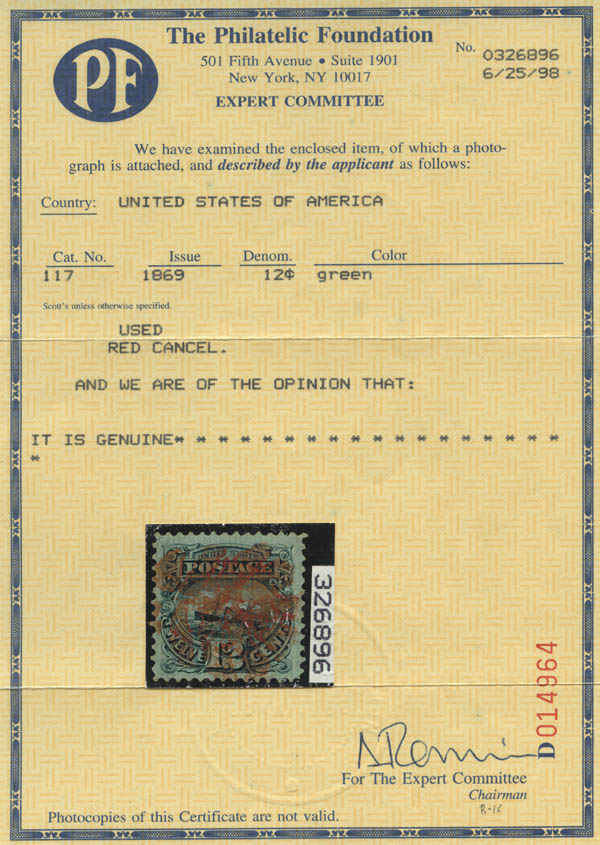 PF
The Philatelic Foundation
501 Fifth Avenue • Suite 1901
New York, NY 10017
EXPERT COMMITTEE
No. 0326896
6/25/98
We have examined the enclosed item, of which a photo-
graph is attached, and described by the applicant as follows:
Country: UNITED STATES OF AMERICA
Cat. No. Issue Denom. Color
117 1869 12¢ green
Scott's unless otherwise specified.
USED
RED CANCEL.
AND WE ARE OF THE OPINION THAT:
IT IS GENUINE* * * * * * * * * * * * * * * * * *
*
UNITED STATES
POSTAGE
12
326896
D014964
For The Expert Committee
Chairman
R-16
Photocopies of this Certificate are not valid.